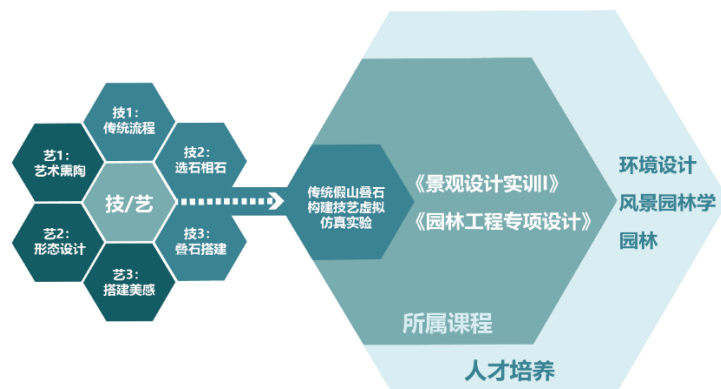 技1：
传统流程
艺1：
艺术熏陶
技2：
选石相石
技/艺
艺2：
形态设计
技3：
叠石搭建
艺3：
搭建美感
传统假山叠石
构建技艺虚拟
仿真实验
《景观设计实训I》
《园林工程专项设计》
所属课程
环境设计
风景园林学
园林
人才培养